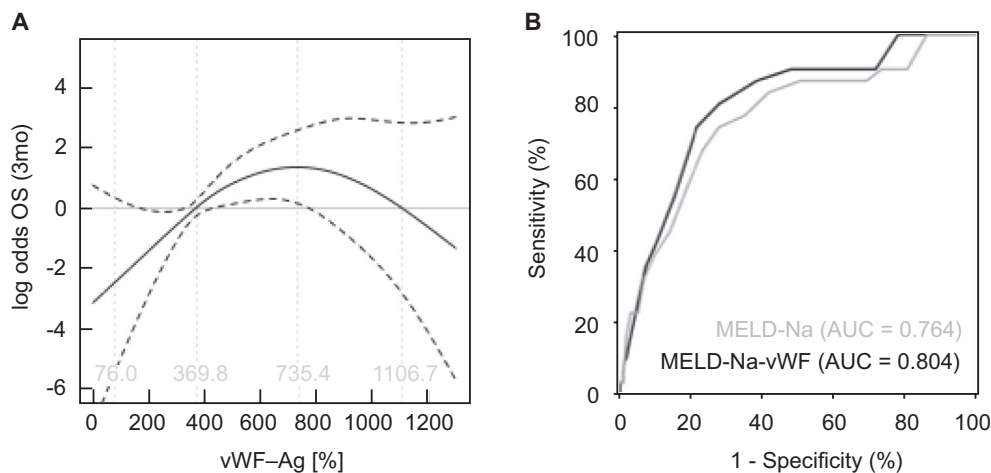 A
log odds OS (3mo)
4
2
0
-2
-4
-6
76.0 369.8 735.4 1106.7
0 200 400 600 800 1000 1200
vWF–Ag [%]
B
Sensitivity (%)
100
80
60
40
20
0
MELD-Na (AUC = 0.764)
MELD-Na-vWF (AUC = 0.804)
0 20 40 60 80 100
1 - Specificity (%)